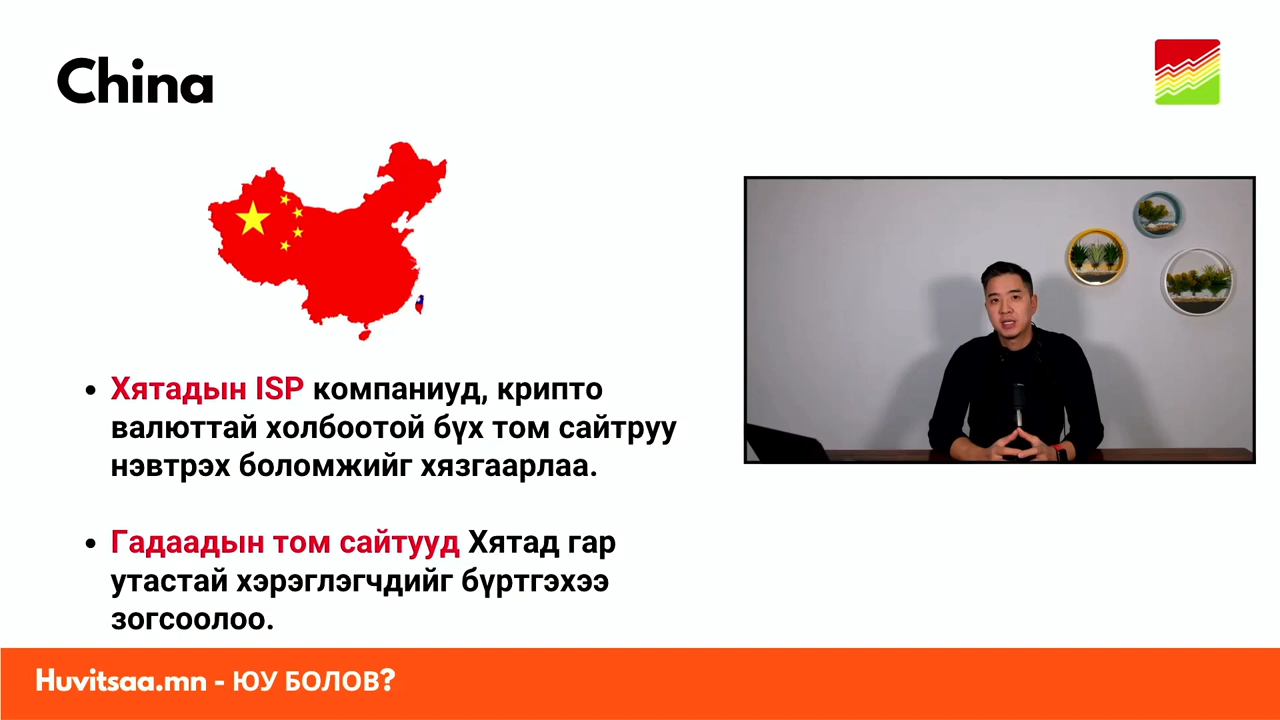 China
• Хятадын ISP компаниуд, крипто
валюттай холбоотой бүх том сайтруу
нэвтрэх боломжийг хязгаарлаа.
• Гадаадын том сайтууд Хятад гар
утастай хэрэглэгчдийг бүртгэхээ
зогсоолоо.
Huvitsaa.mn - ЮУ БОЛОВ?